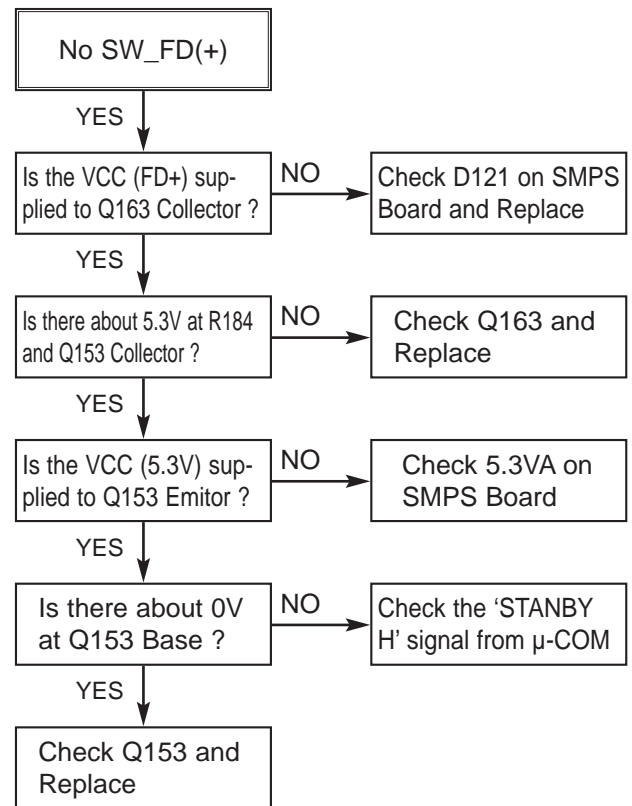 No SW_FD(+)
YES
Is the VCC (FD+) sup-
plied to Q163 Collector ?
NO
Check D121 on SMPS
Board and Replace
YES
Is there about 5.3V at R184
and Q153 Collector ?
NO
Check Q163 and
Replace
YES
Is the VCC (5.3V) sup-
plied to Q153 Emitor ?
NO
Check 5.3VA on
SMPS Board
YES
Is there about 0V
at Q153 Base ?
NO
Check the ‘STANBY
H’ signal from μ-COM
YES
Check Q153 and
Replace